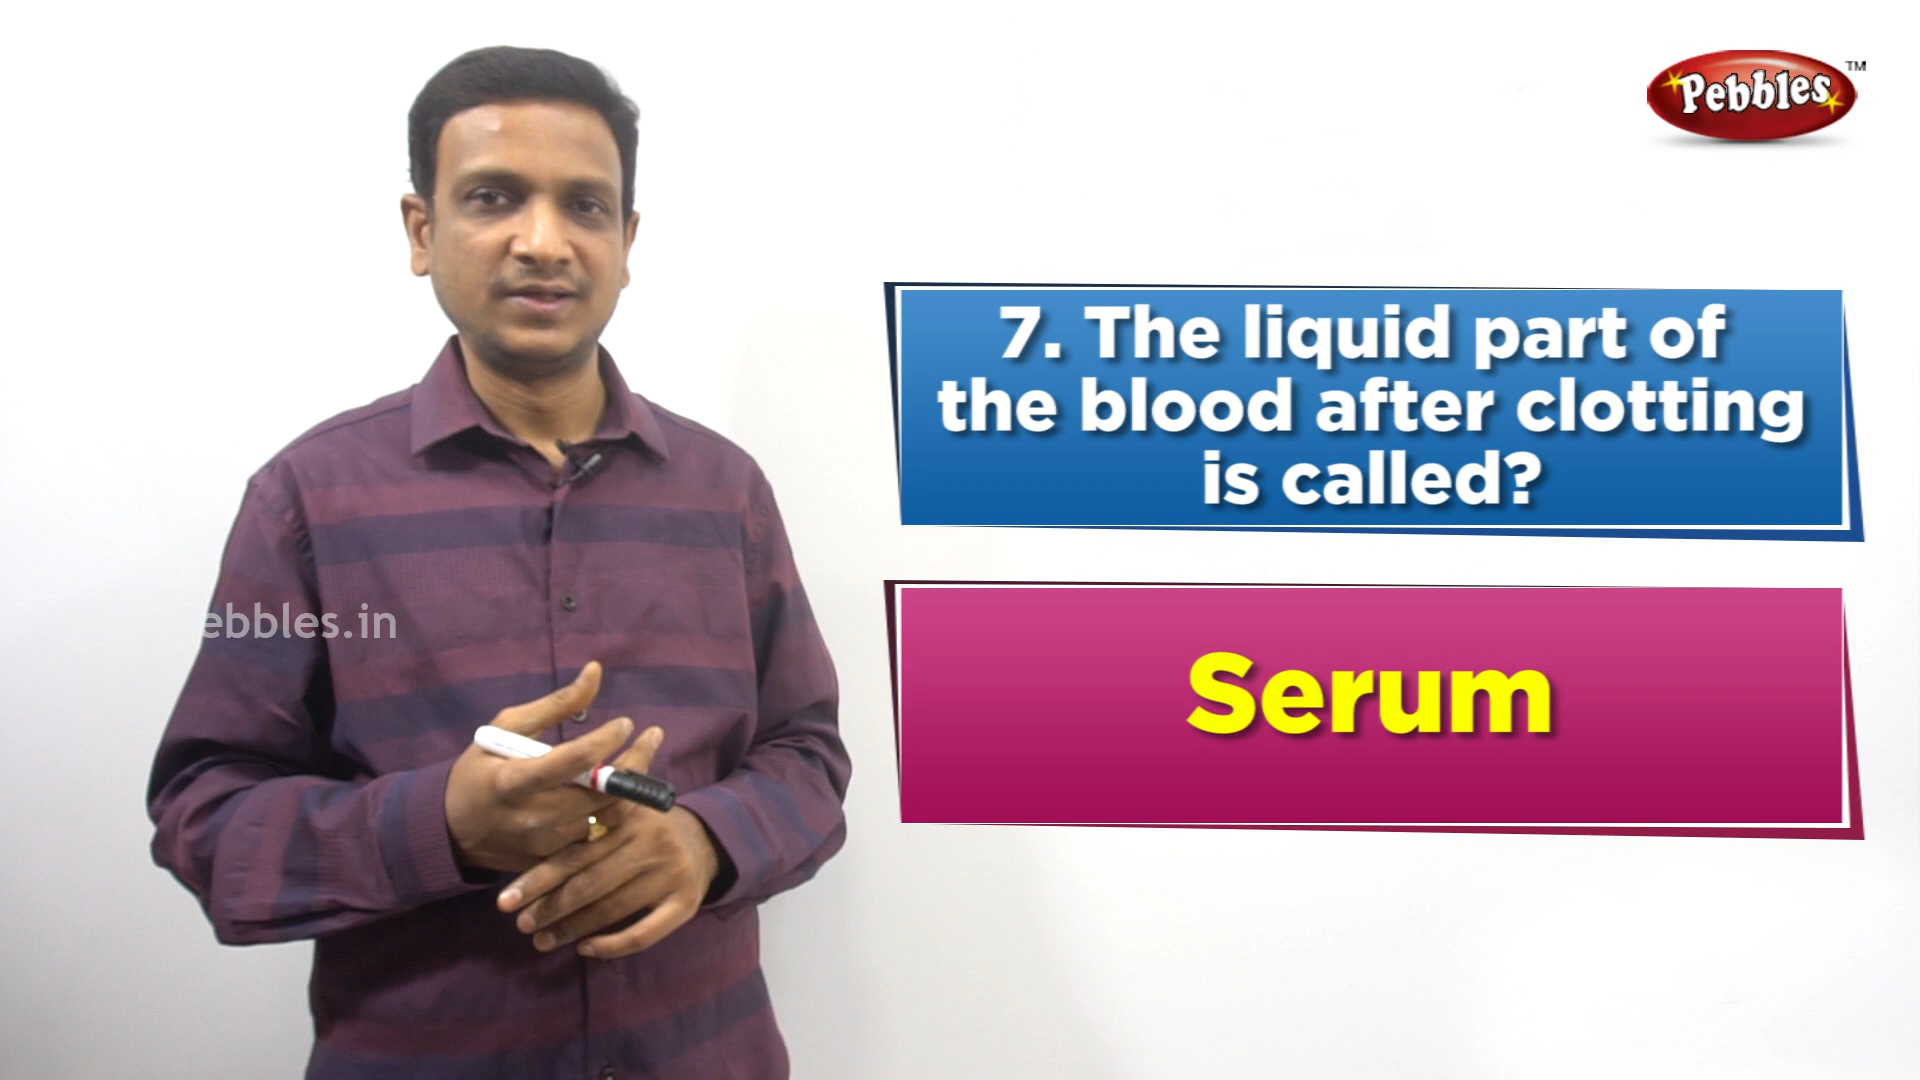 Pebbles TM
7. The liquid part of
the blood after clotting
is called?
ebbles.in
Serum